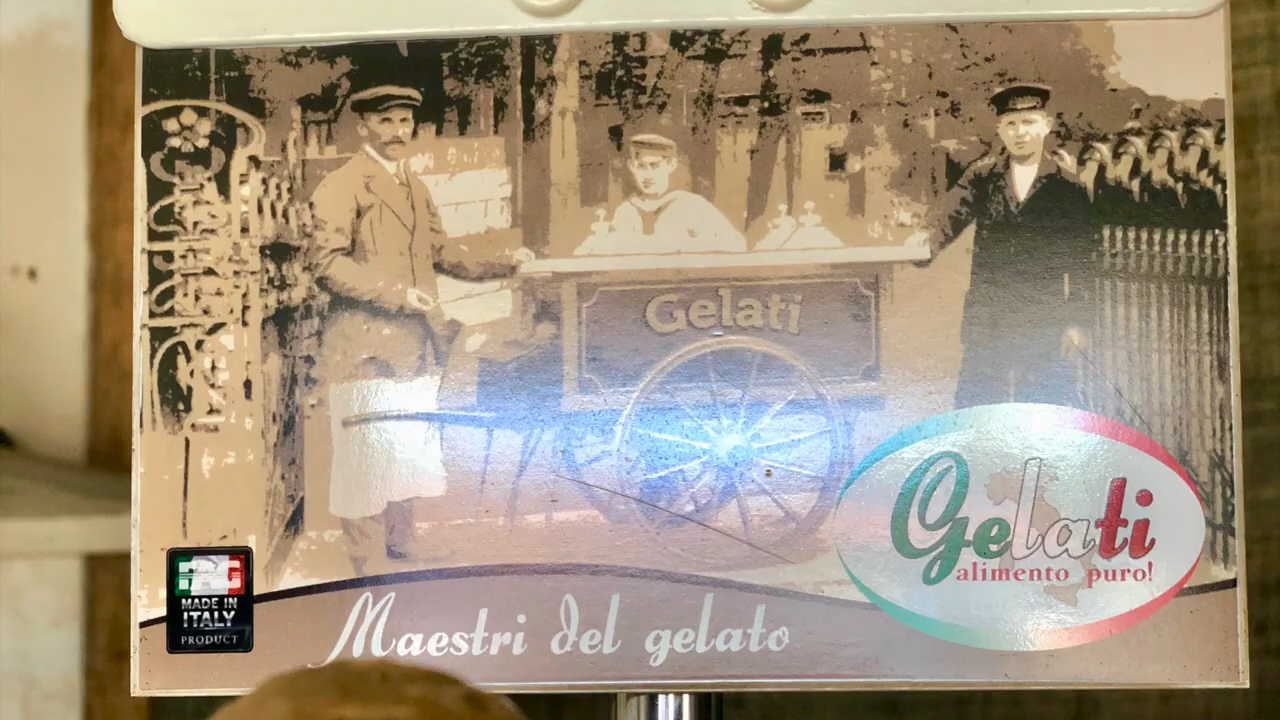 Gelati
Gelati
alimento puro!
MADE IN
ITALY
PRODUCT
Maestri del gelato